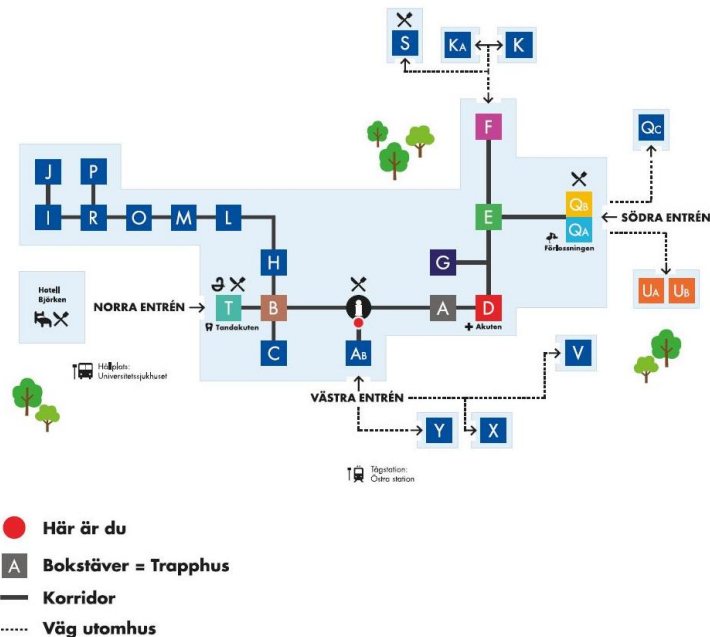 S
KA
K
F
QC
J
P
QB
I
R
O
M
L
E
SÖDRA ENTRÉN
QA
Förlossningen
H
G
Hotell
Björken
UA
UB
NORRA ENTRÉN
T
B
A
D
Tandakuten
Akuten
C
AB
V
Hållplats:
Universitetssjukhuset
VÄSTRA ENTRÉN
Y
X
Tågstation:
Östra station
Här är du
A
Bokstäver = Trapphus
Korridor
Väg utomhus